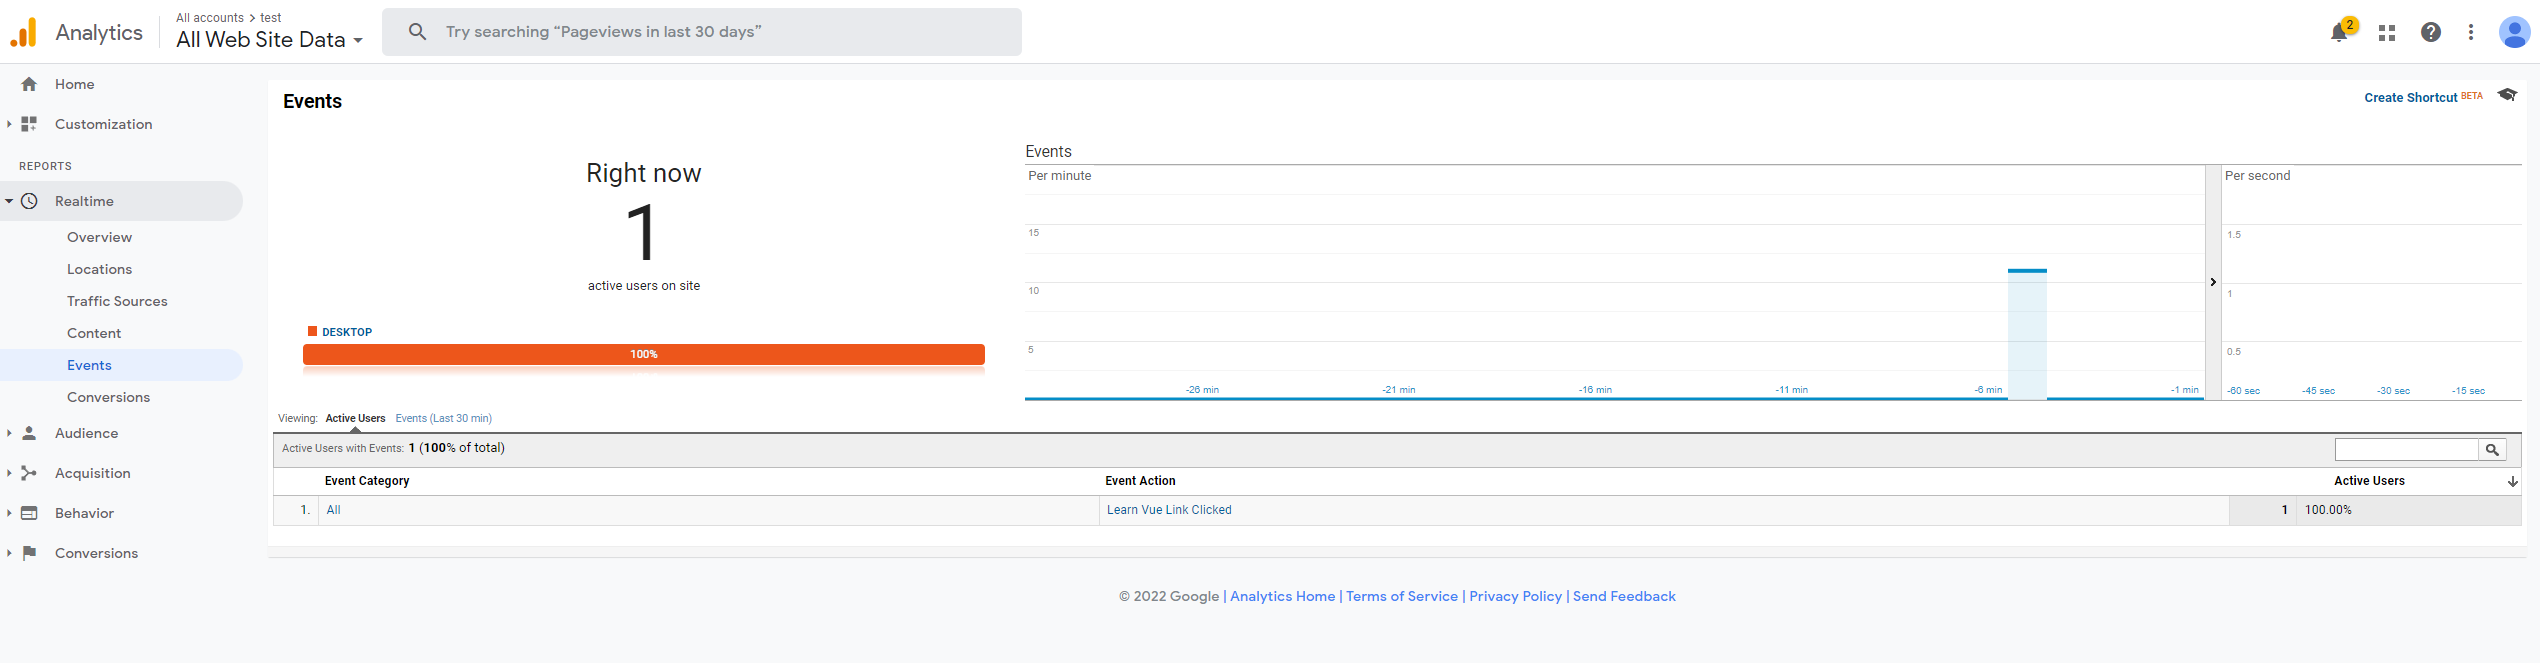 Analytics
All accounts > test
All Web Site Data
Try searching “Pageviews in last 30 days”
2
Home
Customization
REPORTS
Realtime
Overview
Locations
Traffic Sources
Content
Events
Conversions
Audience
Acquisition
Behavior
Conversions
Events
Create Shortcut BETA
Right now
1
active users on site
DESKTOP
100%
Events
Per minute
15
10
5
-26 min -21 min -16 min -11 min -6 min -1 min
Per second
1.5
1
0.5
-60 sec -45 sec -30 sec -15 sec
Viewing: Active Users Events (Last 30 min)
Active Users with Events: 1 (100% of total)
Event Category Event Action Active Users
1. All Learn Vue Link Clicked 1 100.00%
© 2022 Google | Analytics Home | Terms of Service | Privacy Policy | Send Feedback